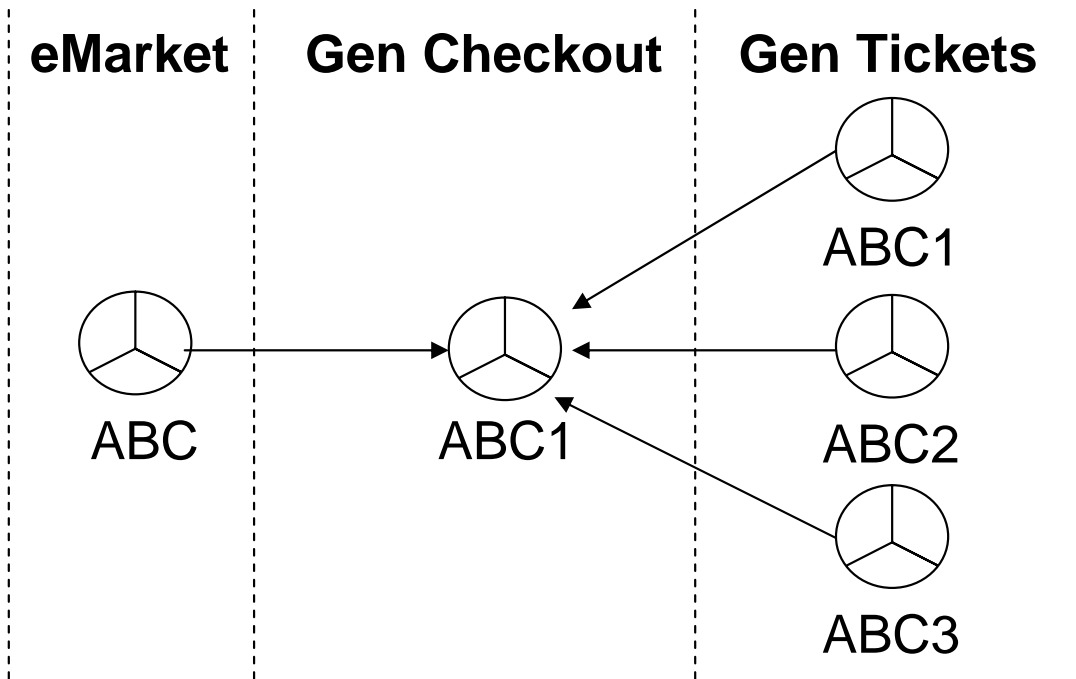 eMarket
Gen Checkout
Gen Tickets
ABC1
ABC
ABC1
ABC2
ABC3